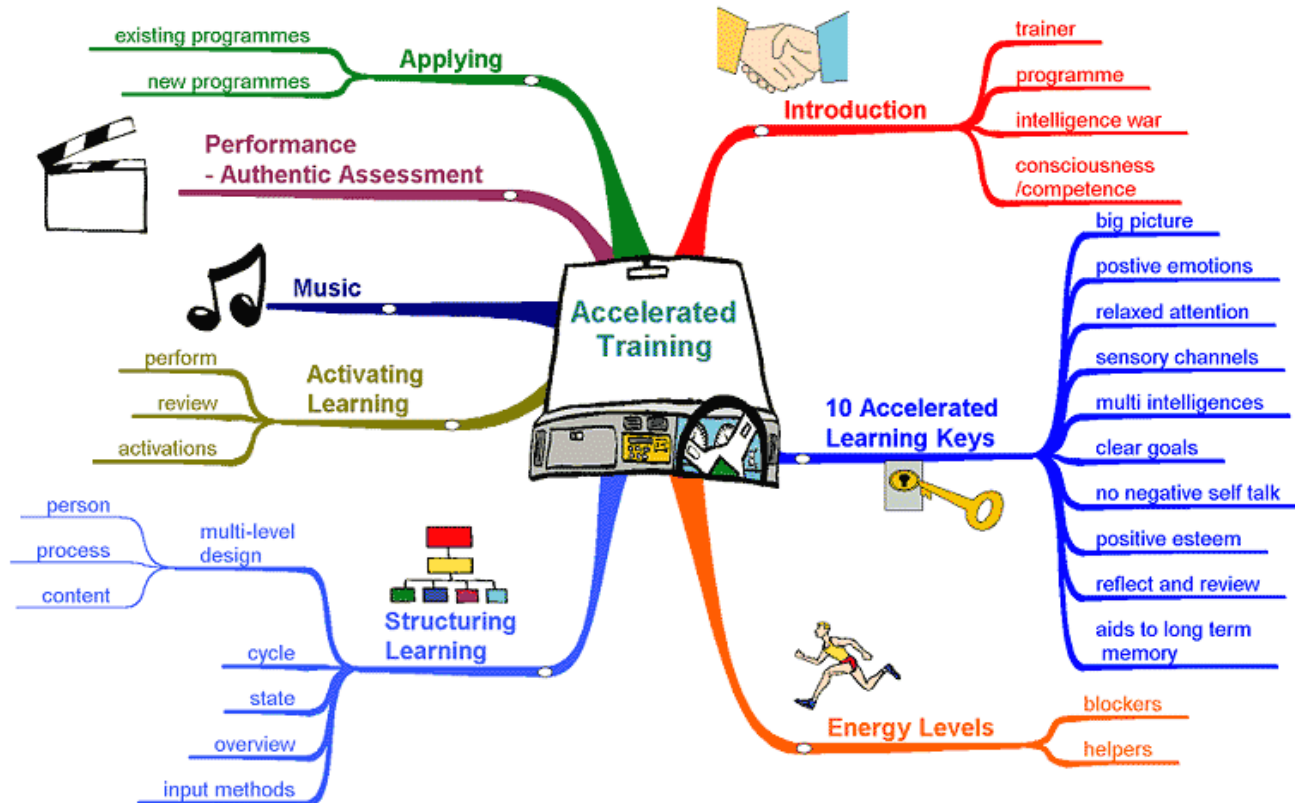 Accelerated
Training
Introduction
trainer
programme
intelligence war
consciousness
/competence
10 Accelerated
Learning Keys
big picture
postive emotions
relaxed attention
sensory channels
multi intelligences
clear goals
no negative self talk
positive esteem
reflect and review
aids to long term
memory
Energy Levels
blockers
helpers
Structuring
Learning
multi-level
design
person
process
content
cycle
state
overview
input methods
Activating
Learning
perform
review
activations
Music
Performance
- Authentic Assessment
Applying
existing programmes
new programmes